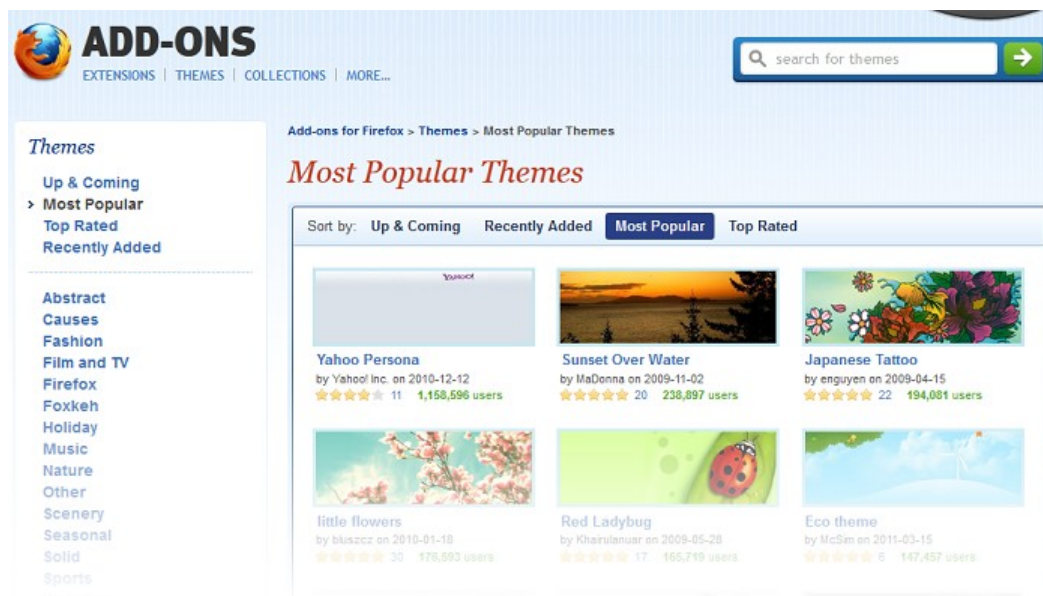 ADD-ONS
EXTENSIONS | THEMES | COLLECTIONS | MORE...
search for themes
Themes
Up & Coming
Most Popular
Top Rated
Recently Added
Abstract
Causes
Fashion
Film and TV
Firefox
Foxkeh
Holiday
Music
Nature
Other
Scenery
Seasonal
Solid
Sports
Add-ons for Firefox > Themes > Most Popular Themes
Most Popular Themes
Sort by: Up & Coming Recently Added Most Popular Top Rated
YAHOO!
Yahoo Persona
by Yahoo! Inc. on 2010-12-12
11 1,158,596 users
Sunset Over Water
by MaDonna on 2009-11-02
20 238,897 users
Japanese Tattoo
by enguyen on 2009-04-15
22 194,081 users
little flowers
by bluszcz on 2010-01-18
30 176,593 users
Red Ladybug
by Khairulanuar on 2009-05-28
17 165,719 users
Eco theme
by McSim on 2011-03-15
6 147,457 users